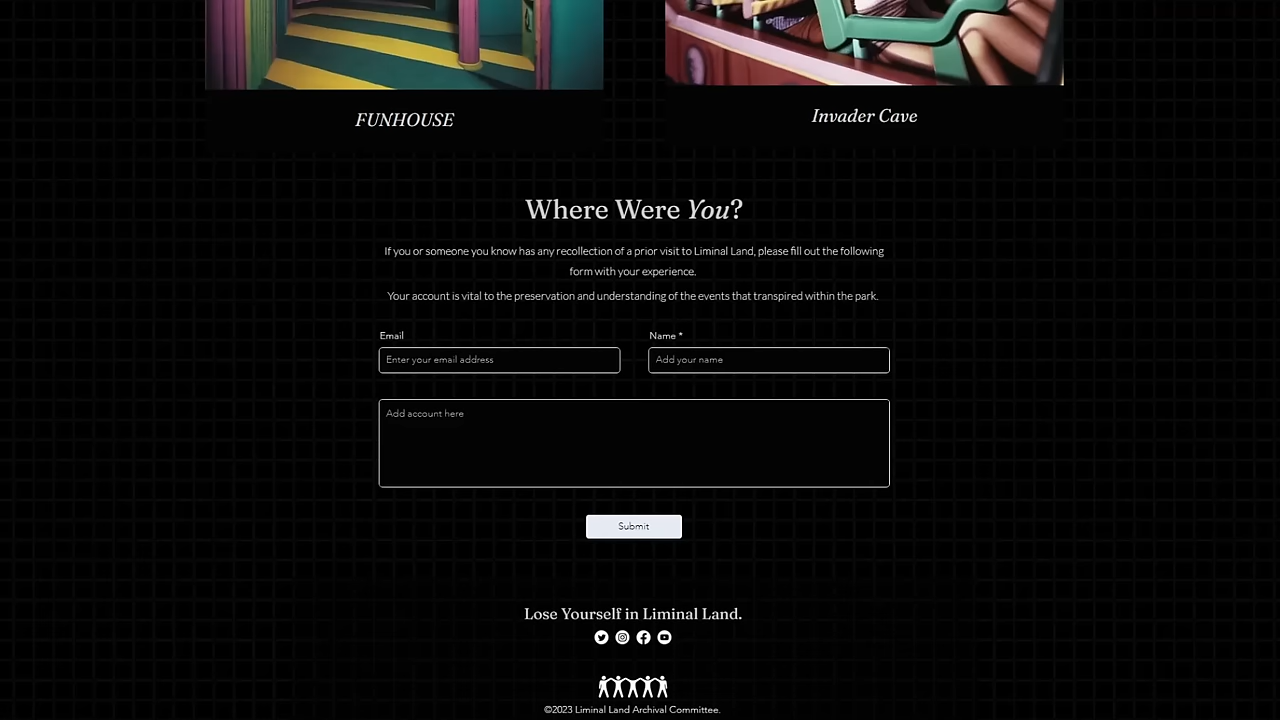 FUNHOUSE
Invader Cave
Where Were You?
If you or someone you know has any recollection of a prior visit to Liminal Land, please fill out the following
form with your experience.
Your account is vital to the preservation and understanding of the events that transpired within the park.
Email
Name *
Enter your email address
Add your name
Add account here
Submit
Lose Yourself in Liminal Land.
©2023 Liminal Land Archival Committee.